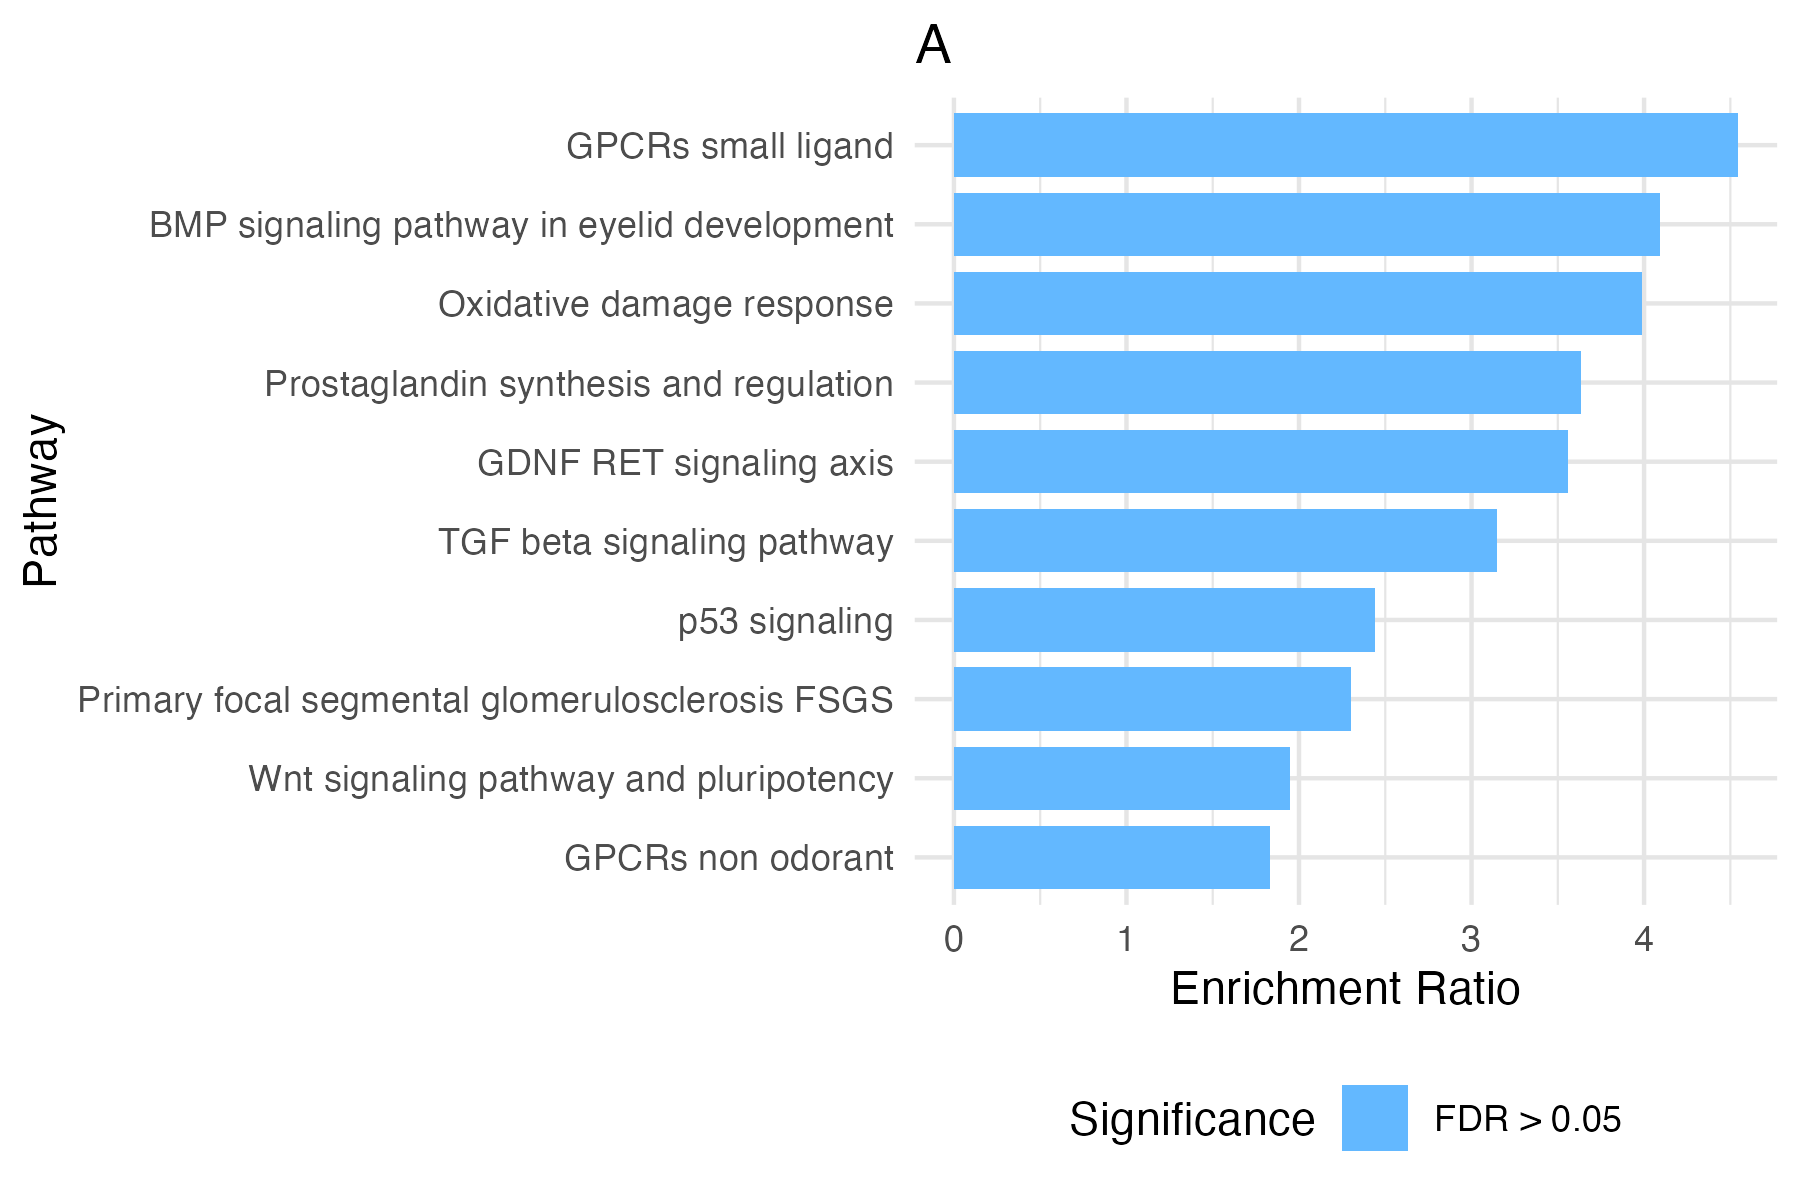 A
GPCRs small ligand
BMP signaling pathway in eyelid development
Oxidative damage response
Prostaglandin synthesis and regulation
GDNF RET signaling axis
TGF beta signaling pathway
p53 signaling
Primary focal segmental glomerulosclerosis FSGS
Wnt signaling pathway and pluripotency
GPCRs non odorant
Pathway
0 1 2 3 4
Enrichment Ratio
Significance FDR > 0.05